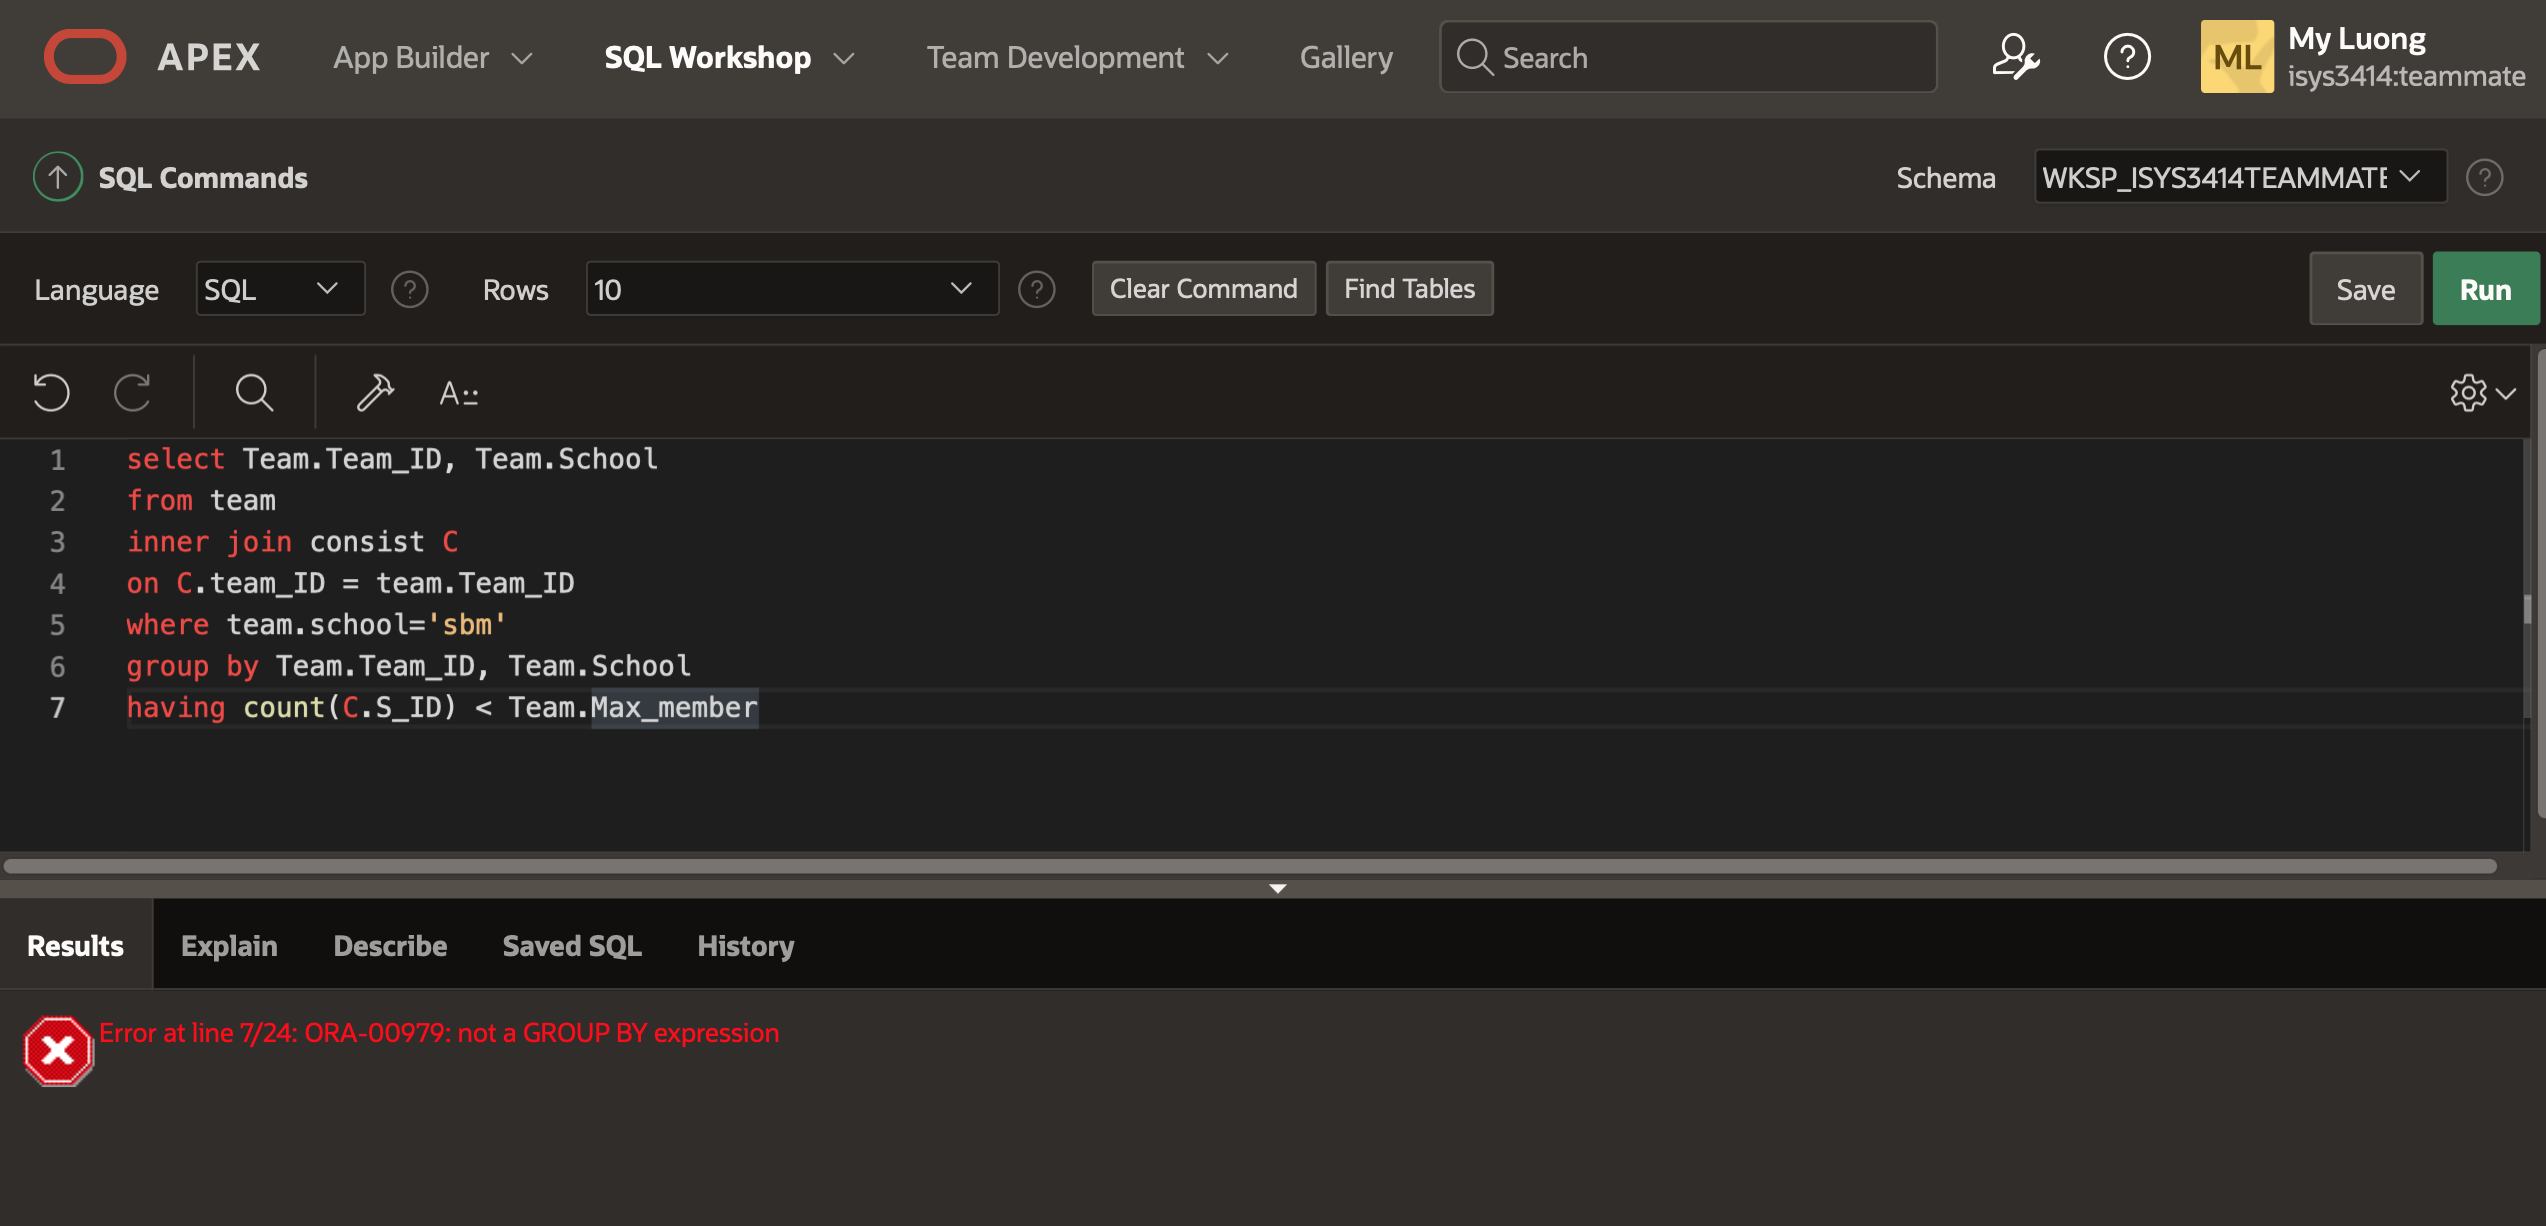 APEX App Builder SQL Workshop Team Development Gallery Search ML My Luong
isys3414:teammate
SQL Commands Schema WKSP_ISYS3414TEAMMATE
Language SQL Rows 10 Clear Command Find Tables Save Run
A
1 select Team.Team_ID, Team.School
2 from team
3 inner join consist C
4 on C.team_ID = team.Team_ID
5 where team.school='sbm'
6 group by Team.Team_ID, Team.School
7 having count(C.S_ID) < Team.Max_member
Results Explain Describe Saved SQL History
Error at line 7/24: ORA-00979: not a GROUP BY expression